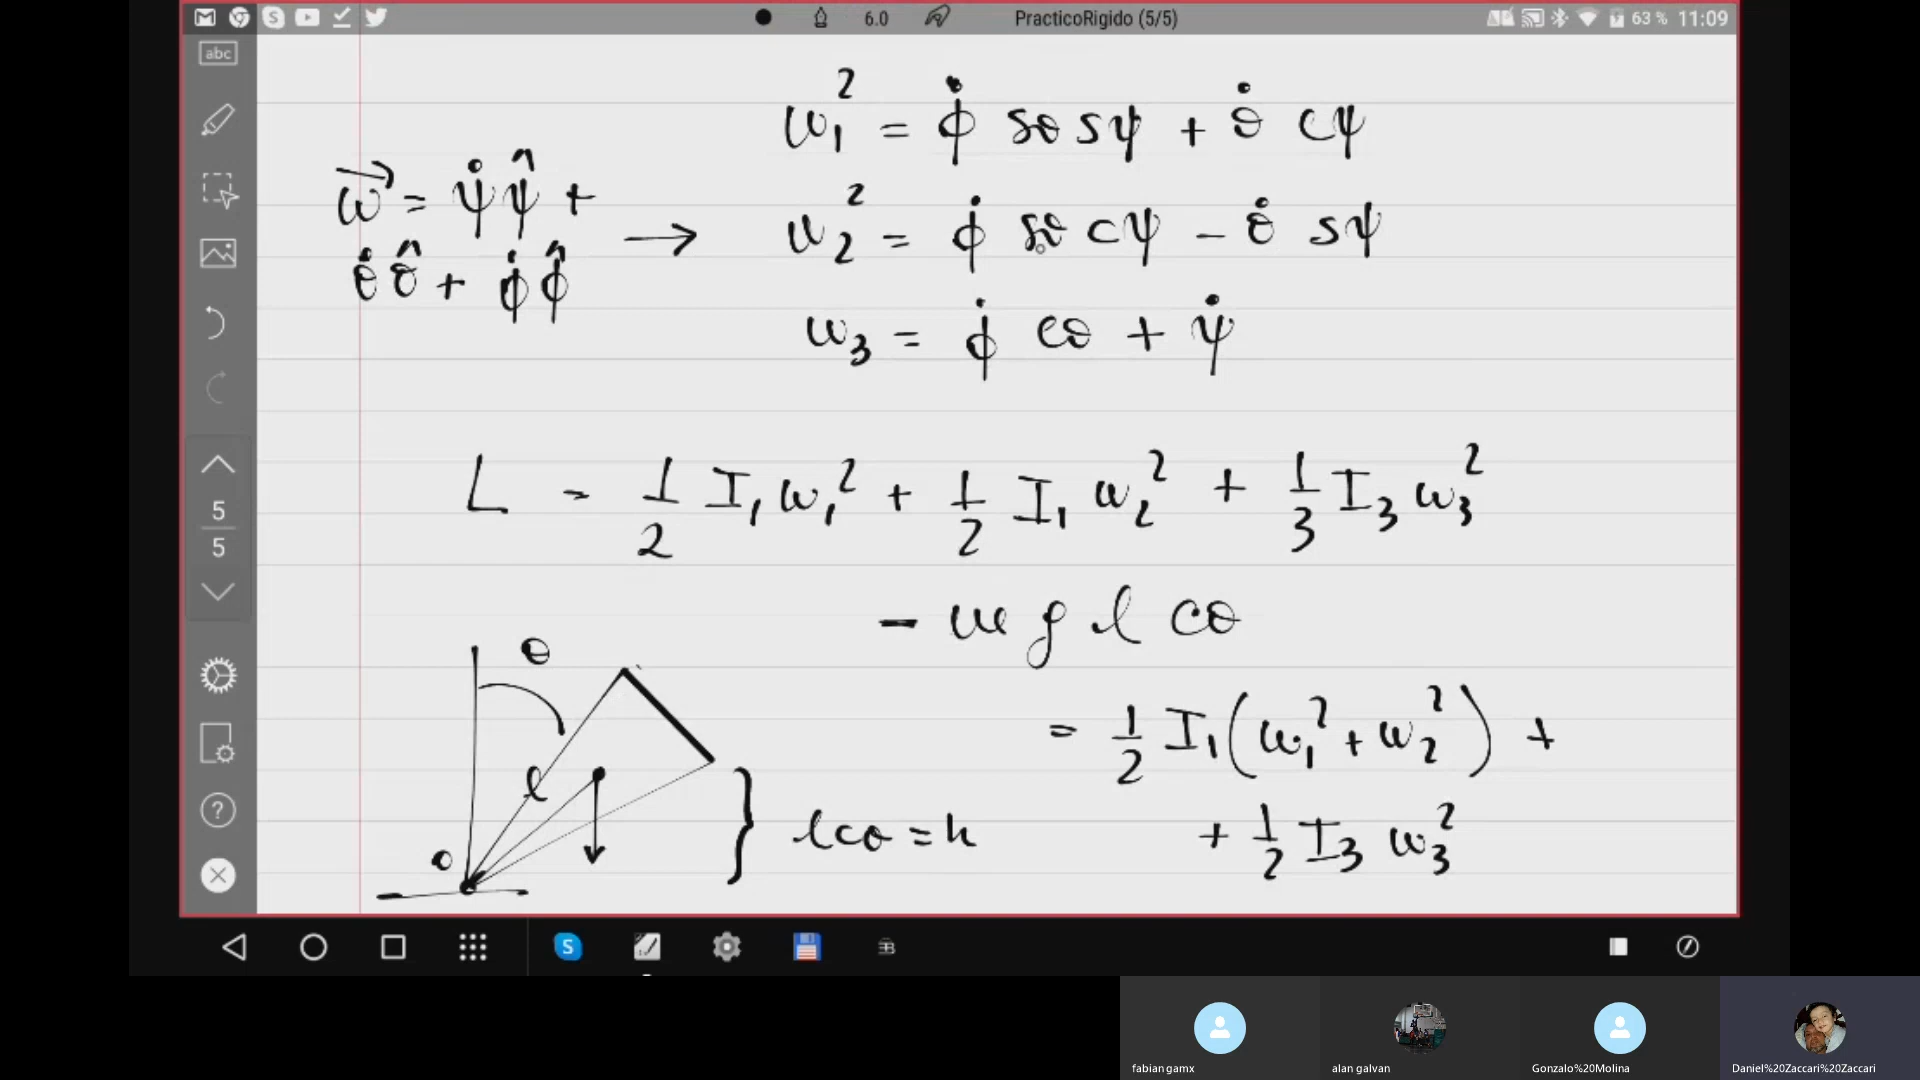 6.0 PracticoRigido (5/5) 63 % 11:09
abc
ω₁² = φ̇ sθ sψ + θ̇ cψ
ω⃗ = ψ̇ ψ̂ +
θ̇ θ̂ + φ̇ φ̂ →
ω₂² = φ̇ sθ cψ - θ̇ sψ
ω₃ = φ̇ cθ + ψ̇
L = 1/2 I₁ ω₁² + 1/2 I₁ ω₂² + 1/3 I₃ ω₃²
5
5
- m g l cθ
θ
= 1/2 I₁ (ω₁² + ω₂²) +
l
lcθ = h
+ 1/2 I₃ ω₃²
o
?
S
fabian gamx
alan galvan
Gonzalo%20Molina
Daniel%20Zaccari%20Zaccari